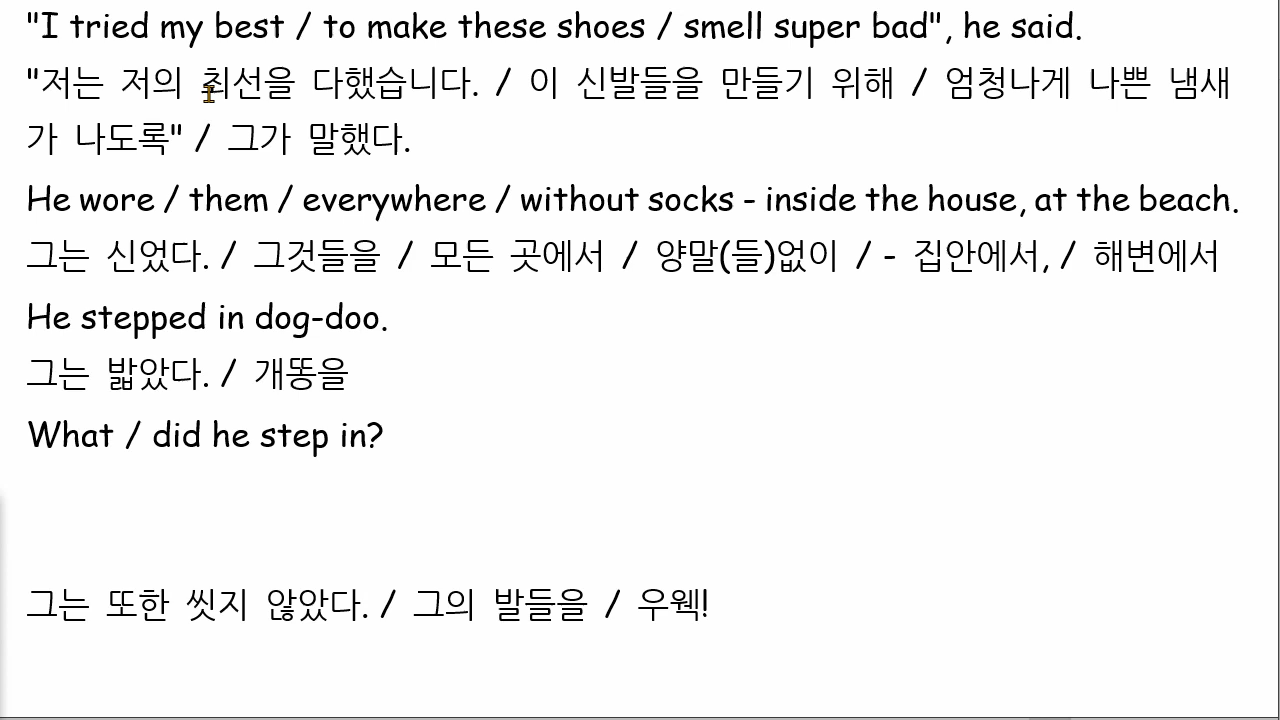 "I tried my best / to make these shoes / smell super bad", he said.
"저는 저의 최선을 다했습니다. / 이 신발들을 만들기 위해 / 엄청나게 나쁜 냄새
가 나도록" / 그가 말했다.
He wore / them / everywhere / without socks - inside the house, at the beach.
그는 신었다. / 그것들을 / 모든 곳에서 / 양말(들)없이 / - 집안에서, / 해변에서
He stepped in dog-doo.
그는 밟았다. / 개똥을
What / did he step in?
그는 또한 씻지 않았다. / 그의 발들을 / 우웩!